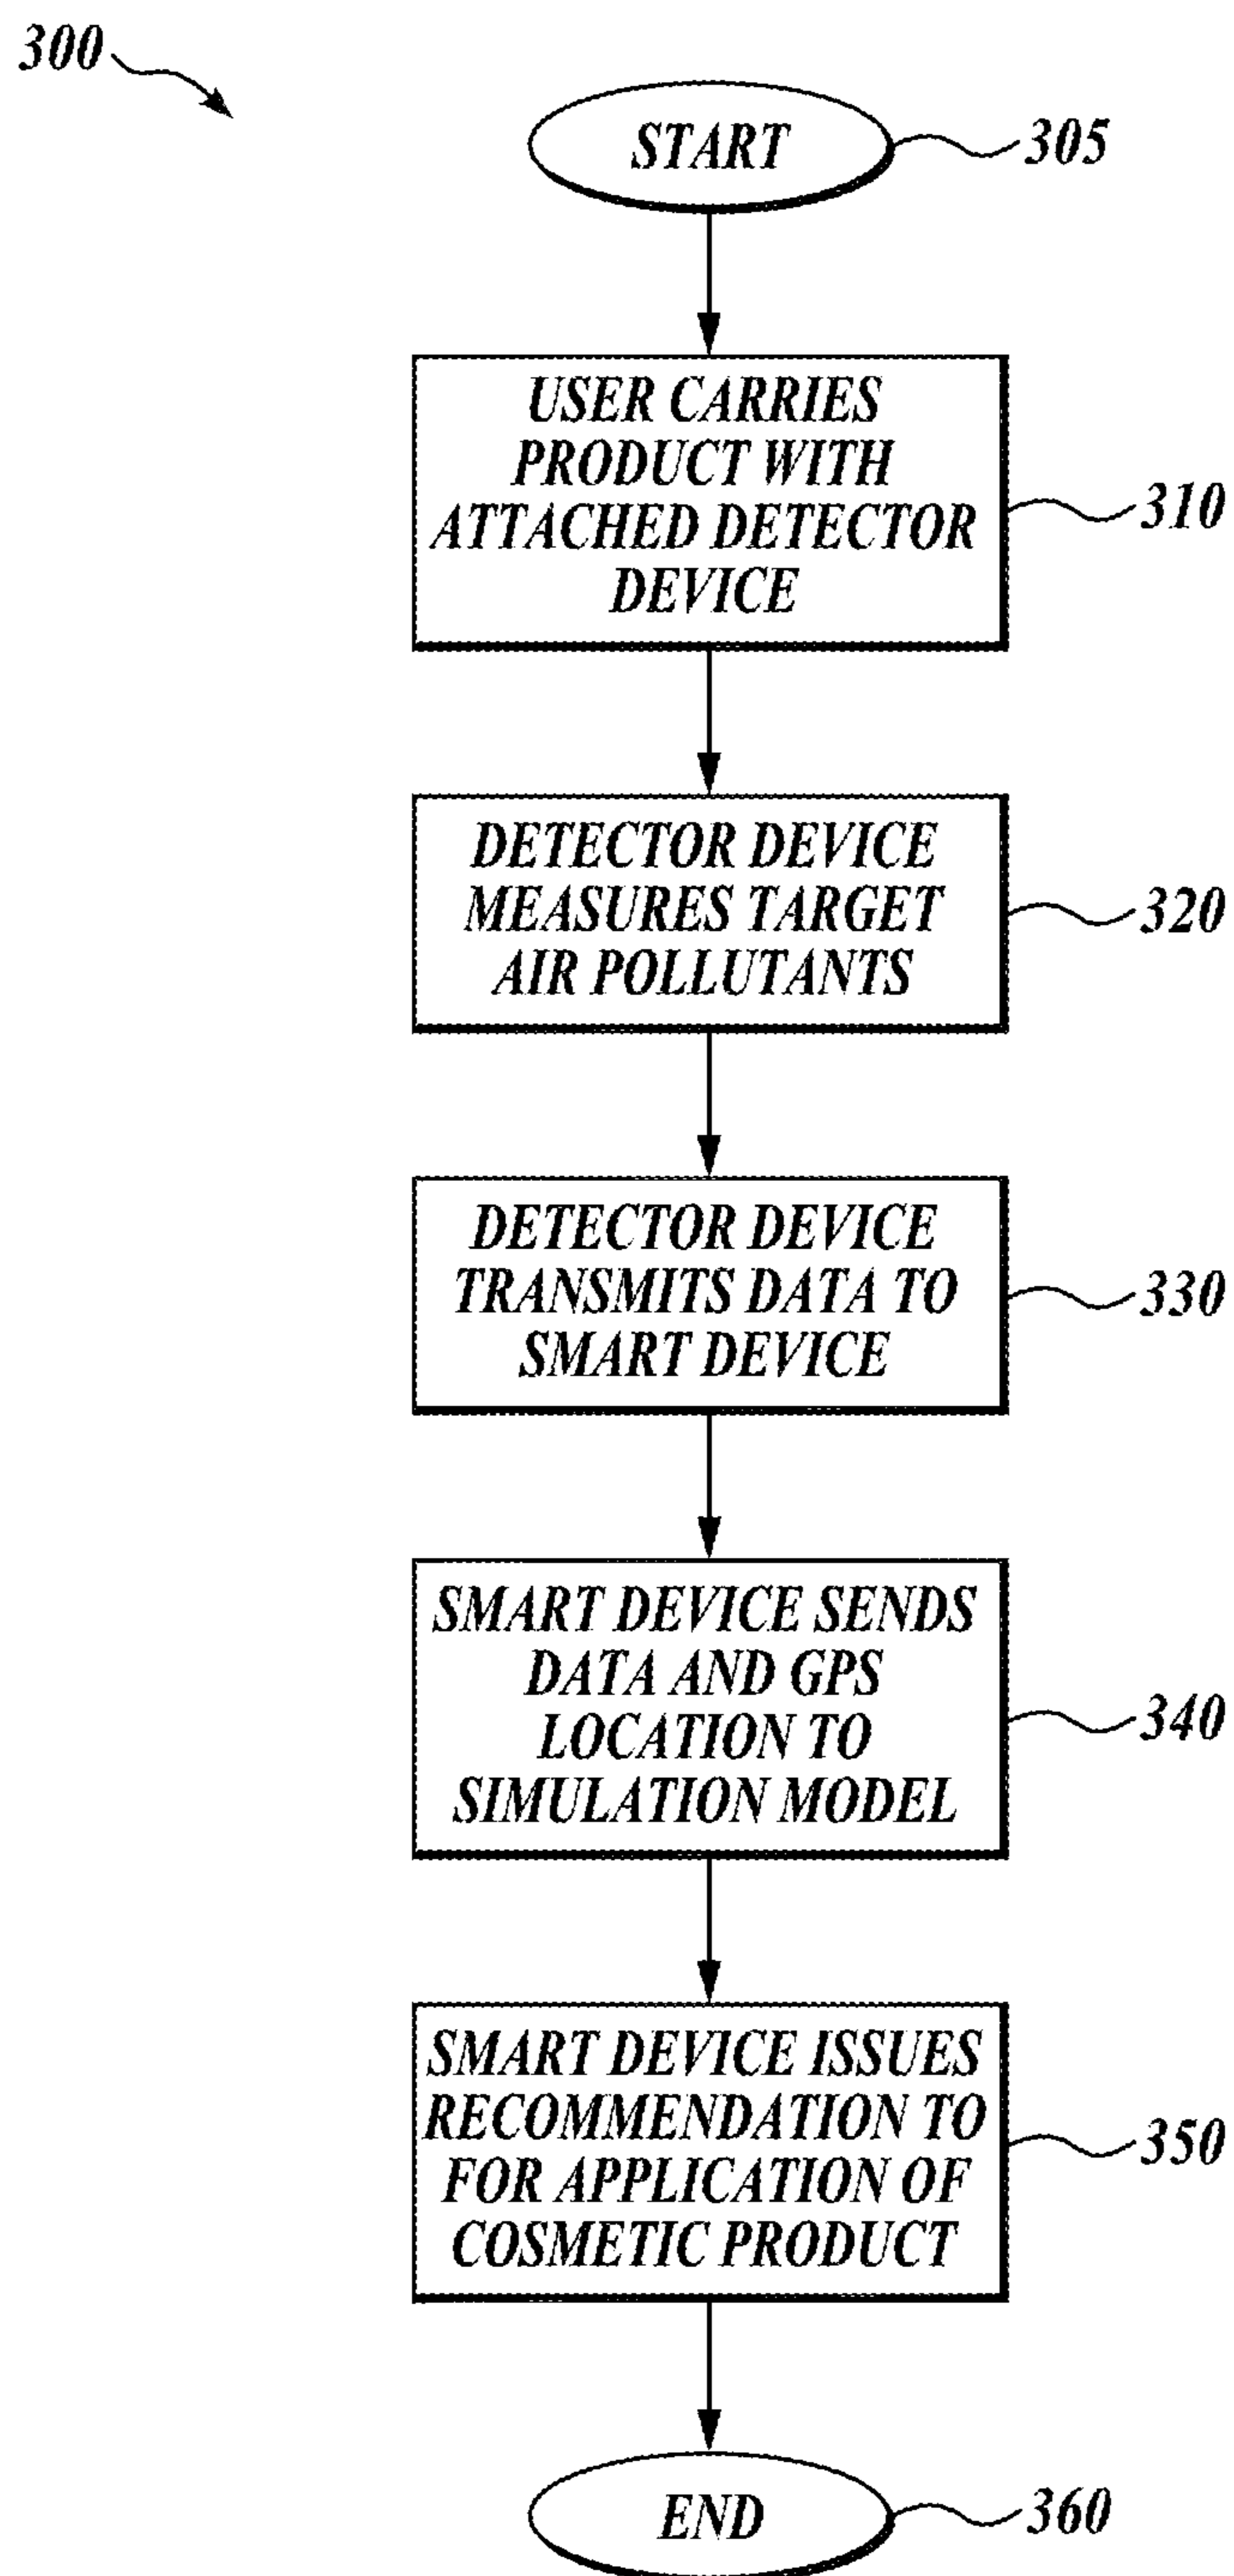 300
START
305
USER CARRIES
PRODUCT WITH
ATTACHED DETECTOR
DEVICE
310
DETECTOR DEVICE
MEASURES TARGET
AIR POLLUTANTS
320
DETECTOR DEVICE
TRANSMITS DATA TO
SMART DEVICE
330
SMART DEVICE SENDS
DATA AND GPS
LOCATION TO
SIMULATION MODEL
340
SMART DEVICE ISSUES
RECOMMENDATION TO
FOR APPLICATION OF
COSMETIC PRODUCT
350
END
360